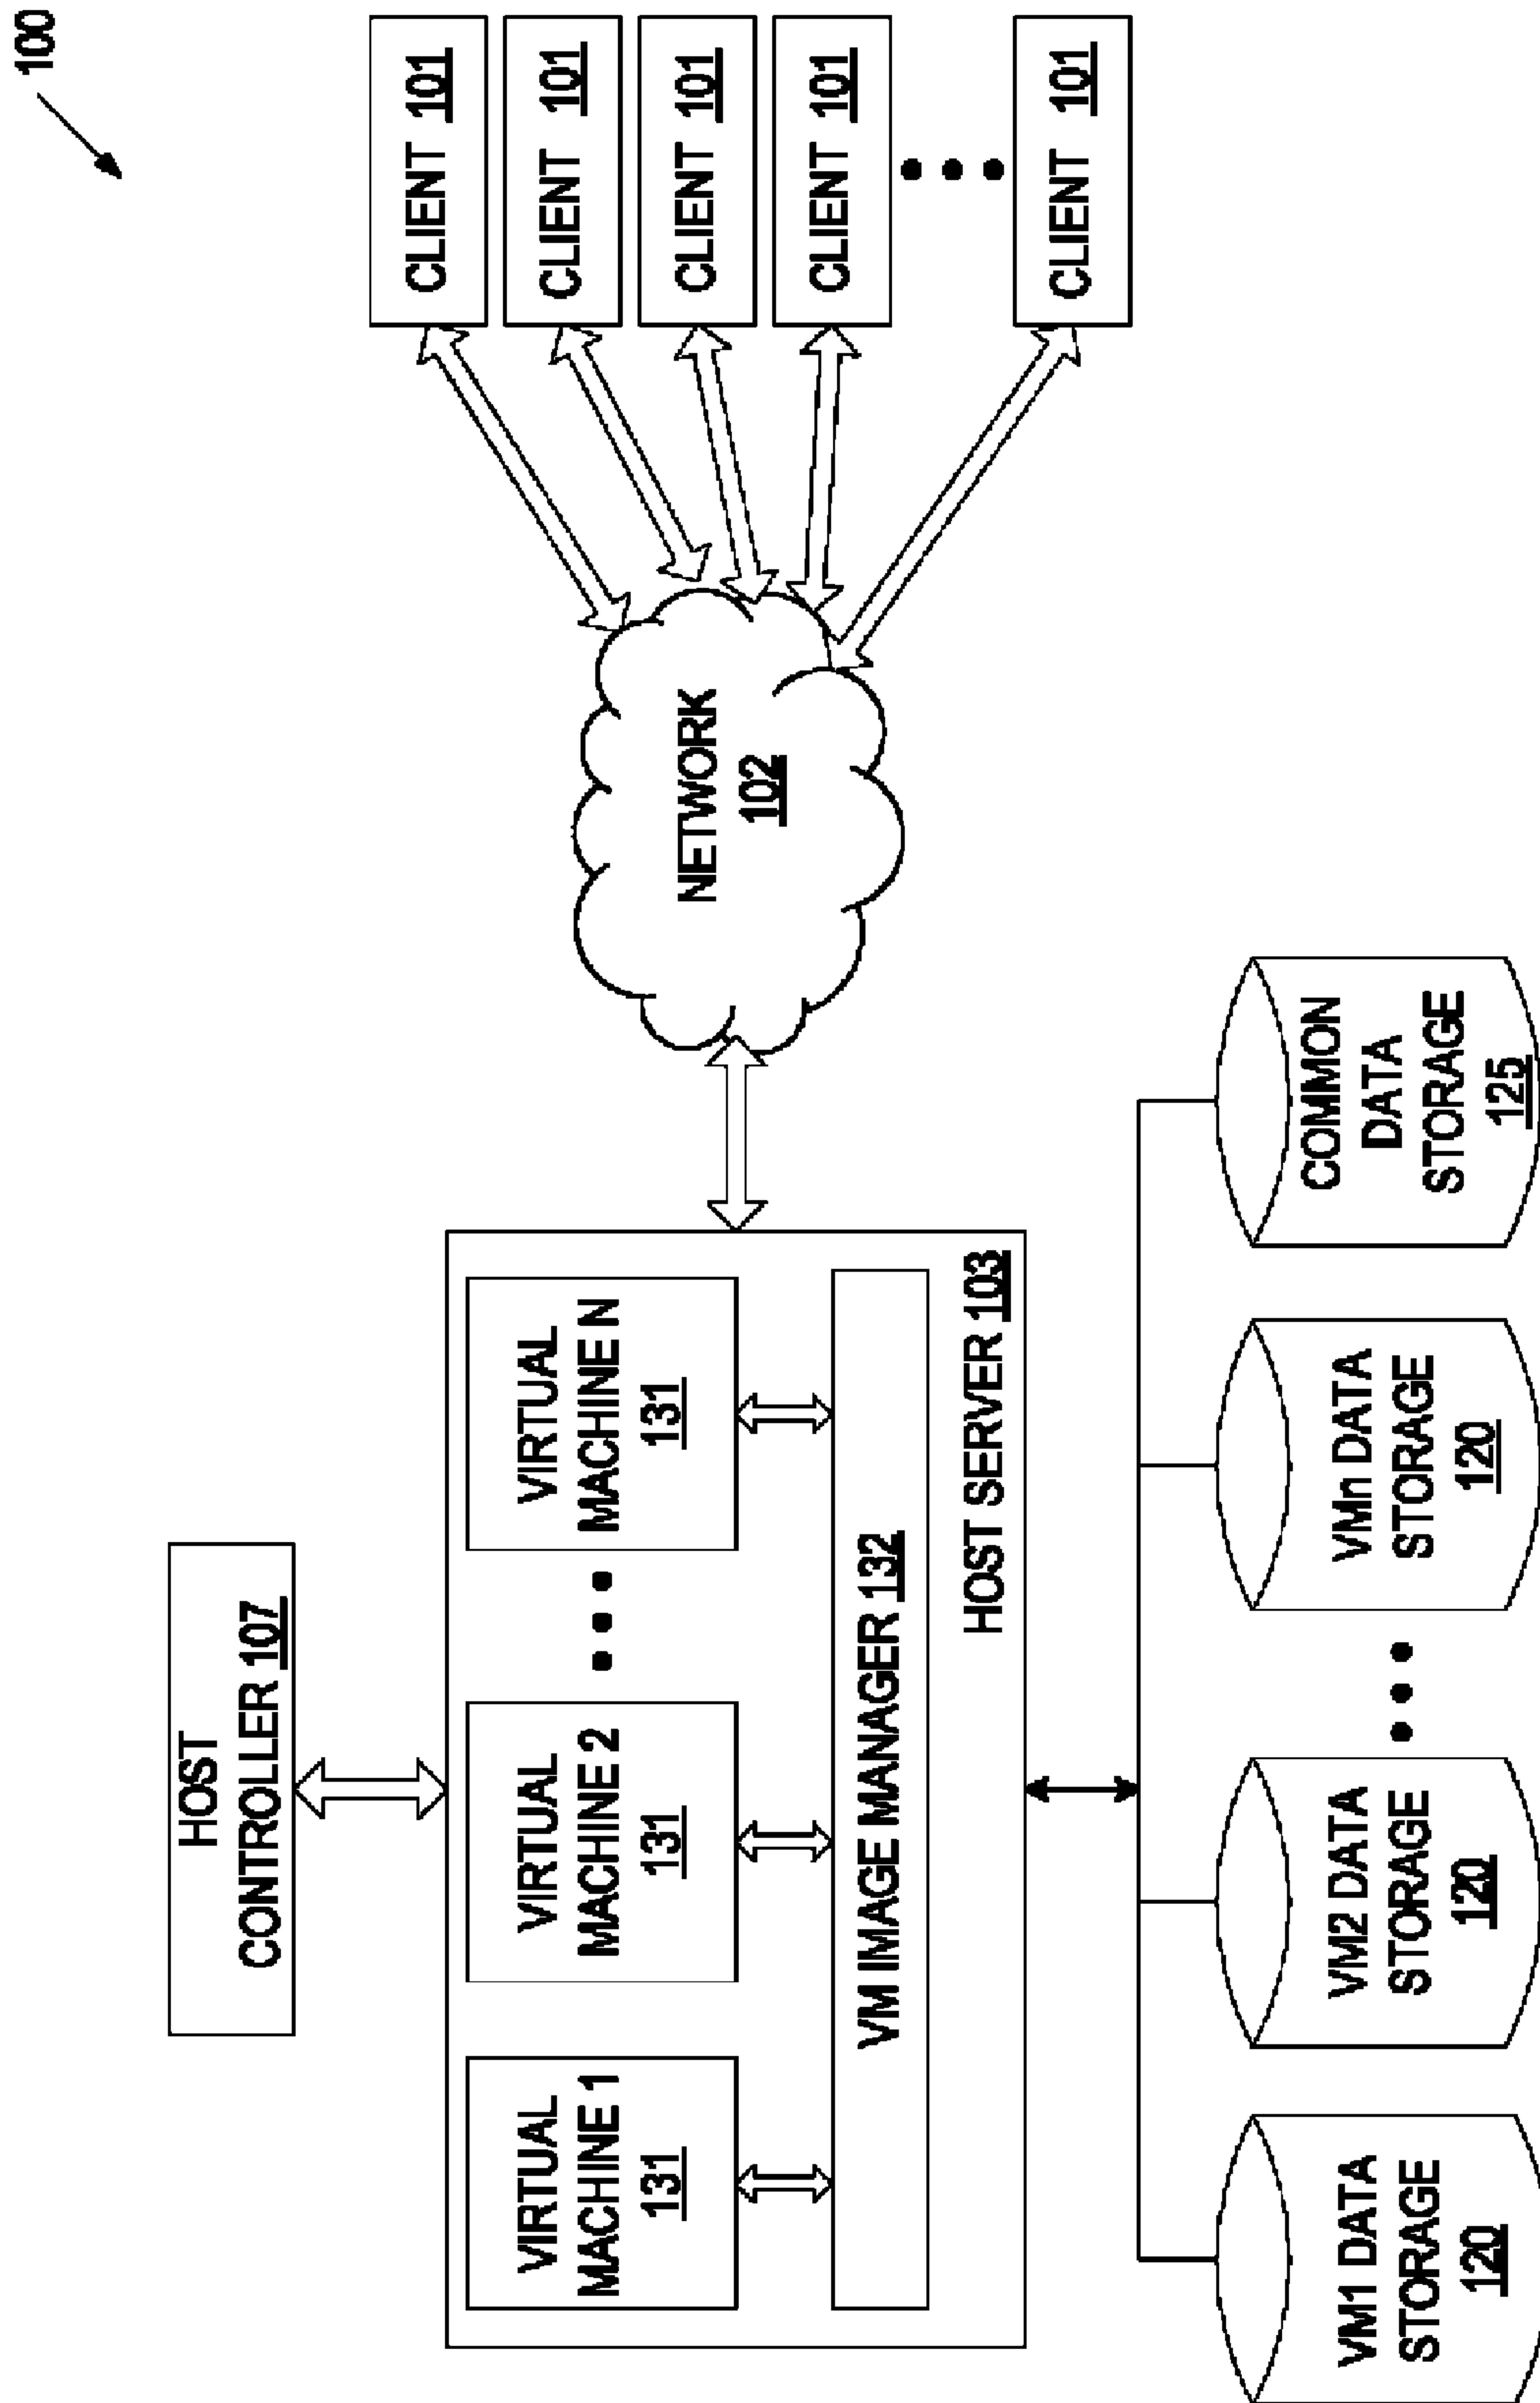 100
HOST
CONTROLLER 107
VIRTUAL
MACHINE 1
131
VIRTUAL
MACHINE 2
131
VIRTUAL
MACHINE N
131
VM IMAGE MANAGER 132
HOST SERVER 103
NETWORK
102
CLIENT 101
CLIENT 101
CLIENT 101
CLIENT 101
CLIENT 101
VM1 DATA
STORAGE
120
VM2 DATA
STORAGE
120
VMn DATA
STORAGE
120
COMMON
DATA
STORAGE
125